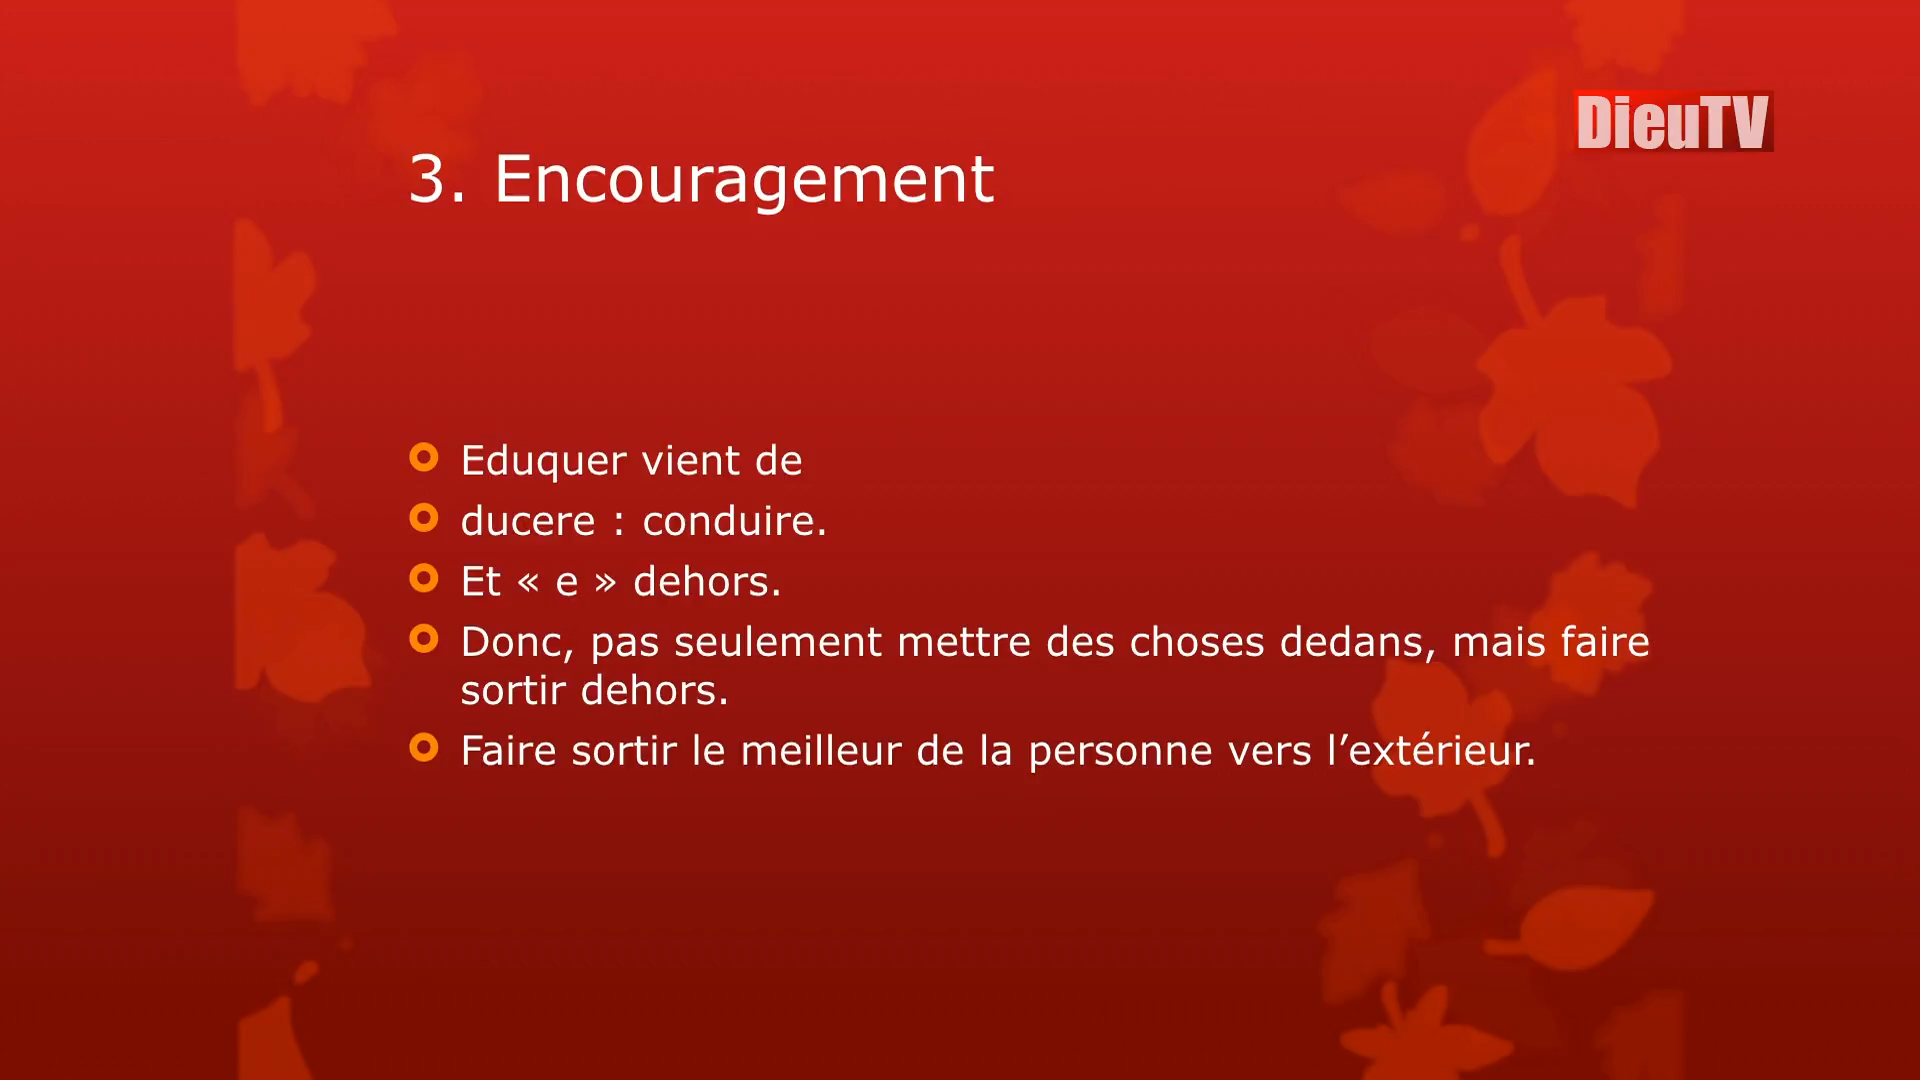 DieuTV
3. Encouragement
Eduquer vient de
ducere : conduire.
Et « e » dehors.
Donc, pas seulement mettre des choses dedans, mais faire
sortir dehors.
Faire sortir le meilleur de la personne vers l’extérieur.